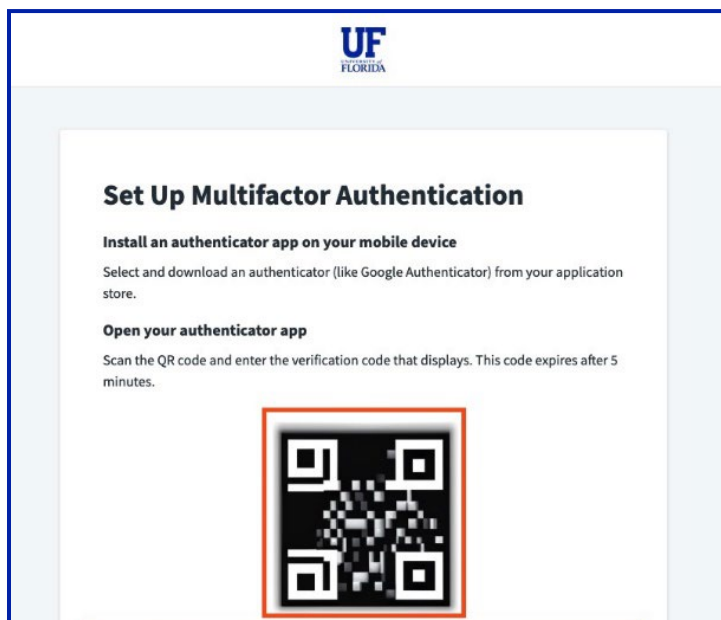 UF
UNIVERSITY of
FLORIDA
Set Up Multifactor Authentication
Install an authenticator app on your mobile device
Select and download an authenticator (like Google Authenticator) from your application
store.
Open your authenticator app
Scan the QR code and enter the verification code that displays. This code expires after 5
minutes.